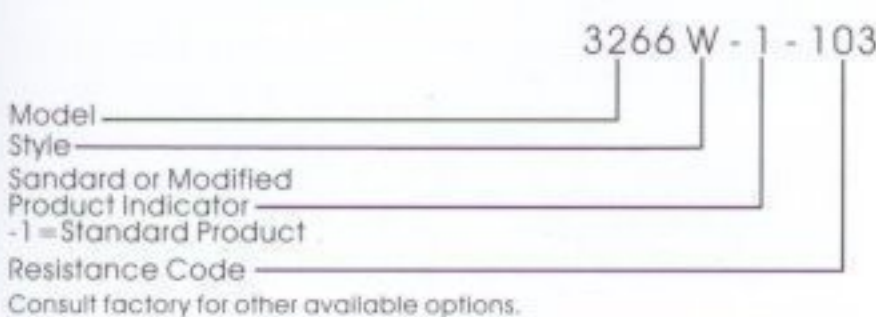 3266 W - 1 - 103
Model
Style
Sandard or Modified
Product Indicator
-1=Standard Product
Resistance Code
Consult factory for other available options.